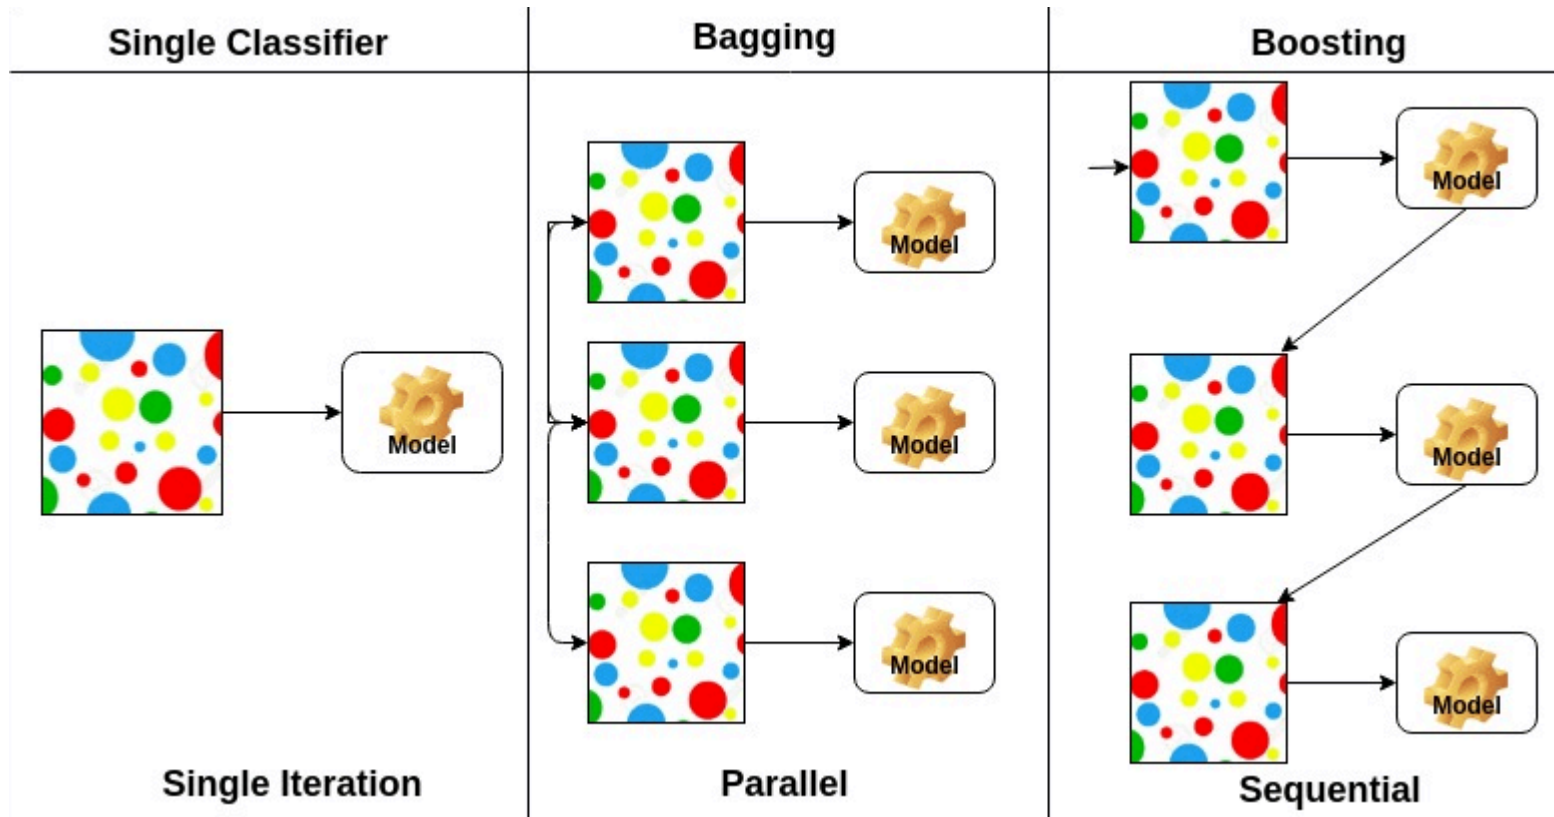 Single Classifier
Bagging
Boosting
Model
Model
Model
Model
Model
Model
Model
Single Iteration
Parallel
Sequential